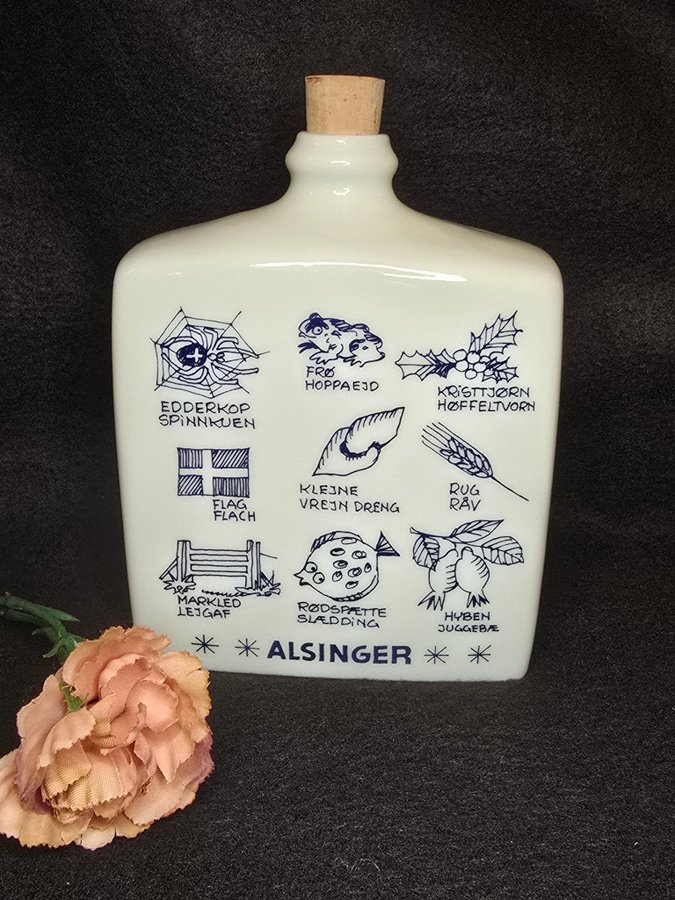 EDDERKOP
SPINNKUEN
FRØ
HOPPAEJD
KRISTTJØRN
HØFFELTVORN
FLAG
FLACH
KLEJNE
VREJN DRENG
RUG
RÅV
MARKLED
LEJGAF
RØDSPÆTTE
SLÆDDING
HYBEN
JUGGEBÆ
ALSINGER